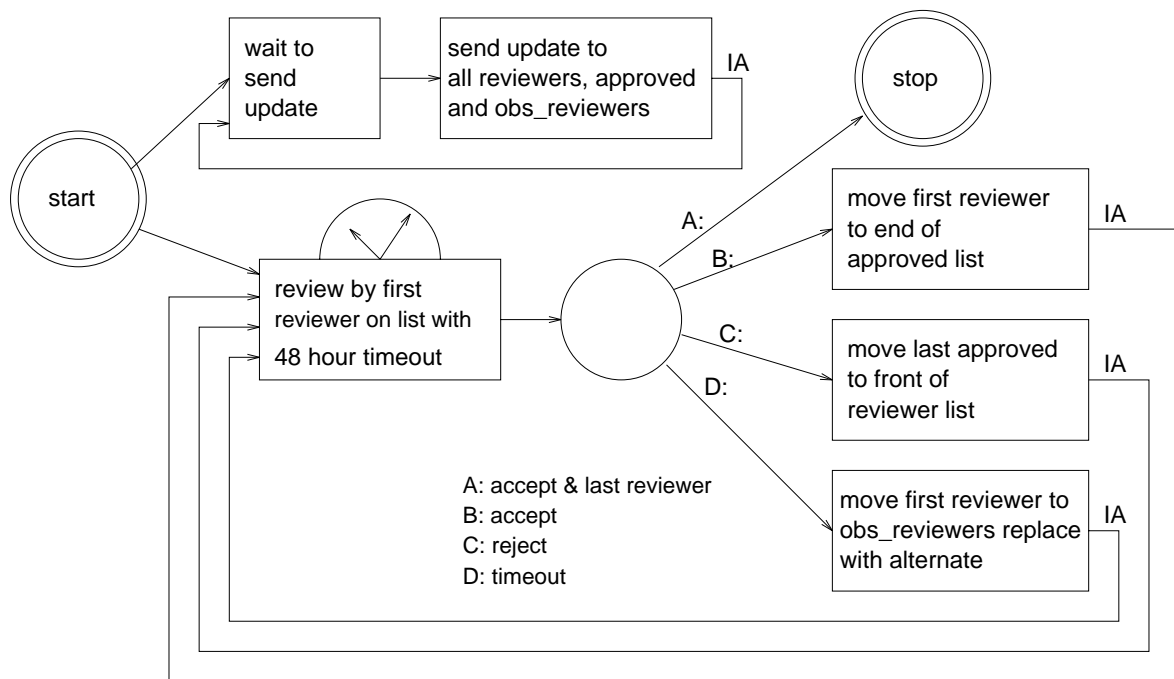 wait to
send
update
send update to
all reviewers, approved
and obs_reviewers
IA
stop
start
A:
move first reviewer
to end of
approved list
IA
B:
review by first
reviewer on list with
48 hour timeout
C:
move last approved
to front of
reviewer list
IA
D:
A: accept & last reviewer
B: accept
C: reject
D: timeout
move first reviewer to
obs_reviewers replace
with alternate
IA